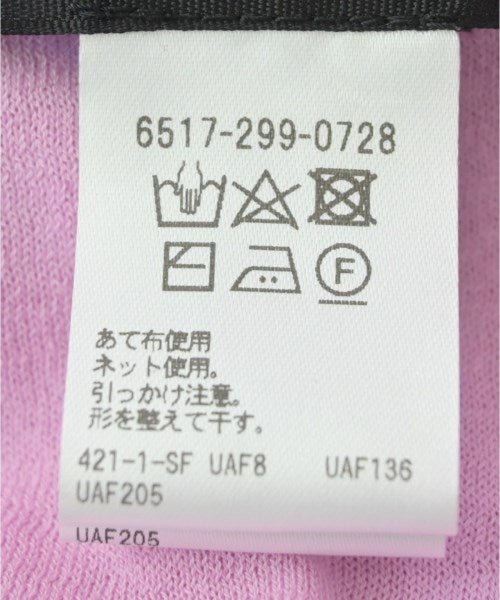 6517-299-0728
F
あて布使用
ネット使用。
引っかけ注意。
形を整えて干す。
421-1-SF UAF8 UAF136
UAF205
UAF205